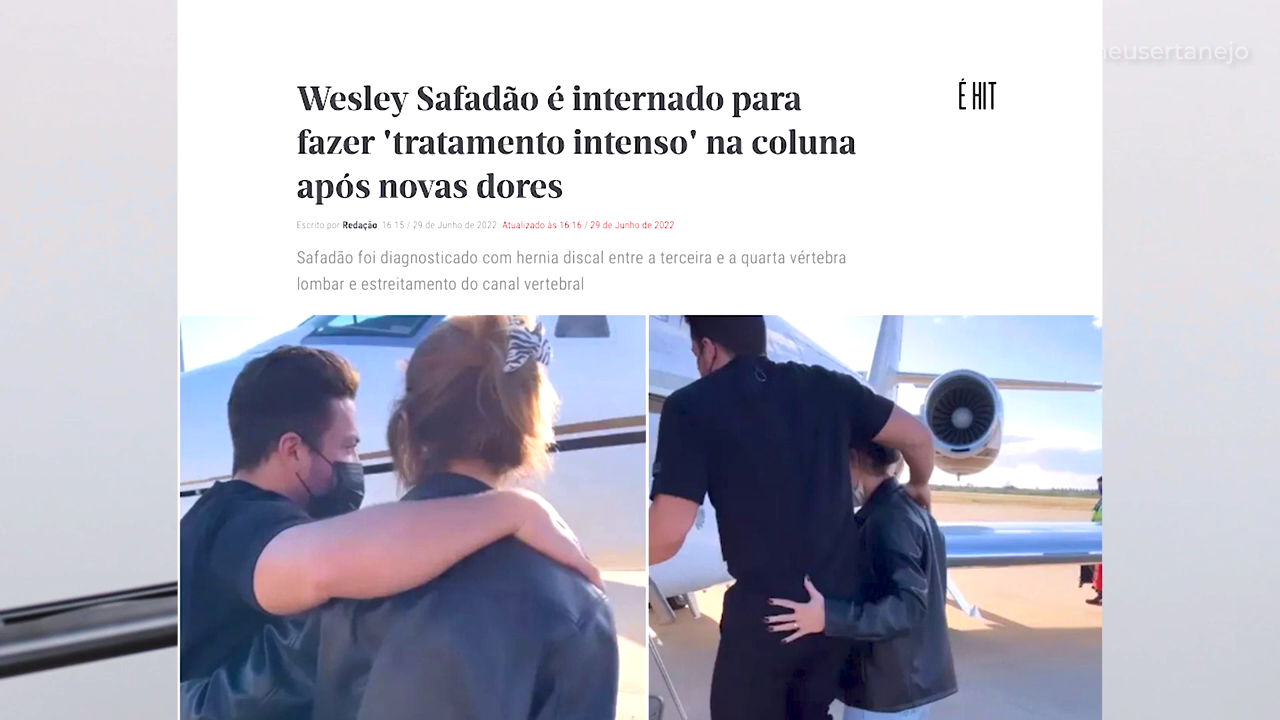 neusertanejo
Wesley Safadão é internado para
É HIT
fazer 'tratamento intenso' na coluna
após novas dores
Escrito por Redação 16:15 / 29 de Junho de 2022 Atualizado às 16:16 / 29 de Junho de 2022
Safadão foi diagnosticado com hernia discal entre a terceira e a quarta vértebra
lombar e estreitamento do canal vertebral